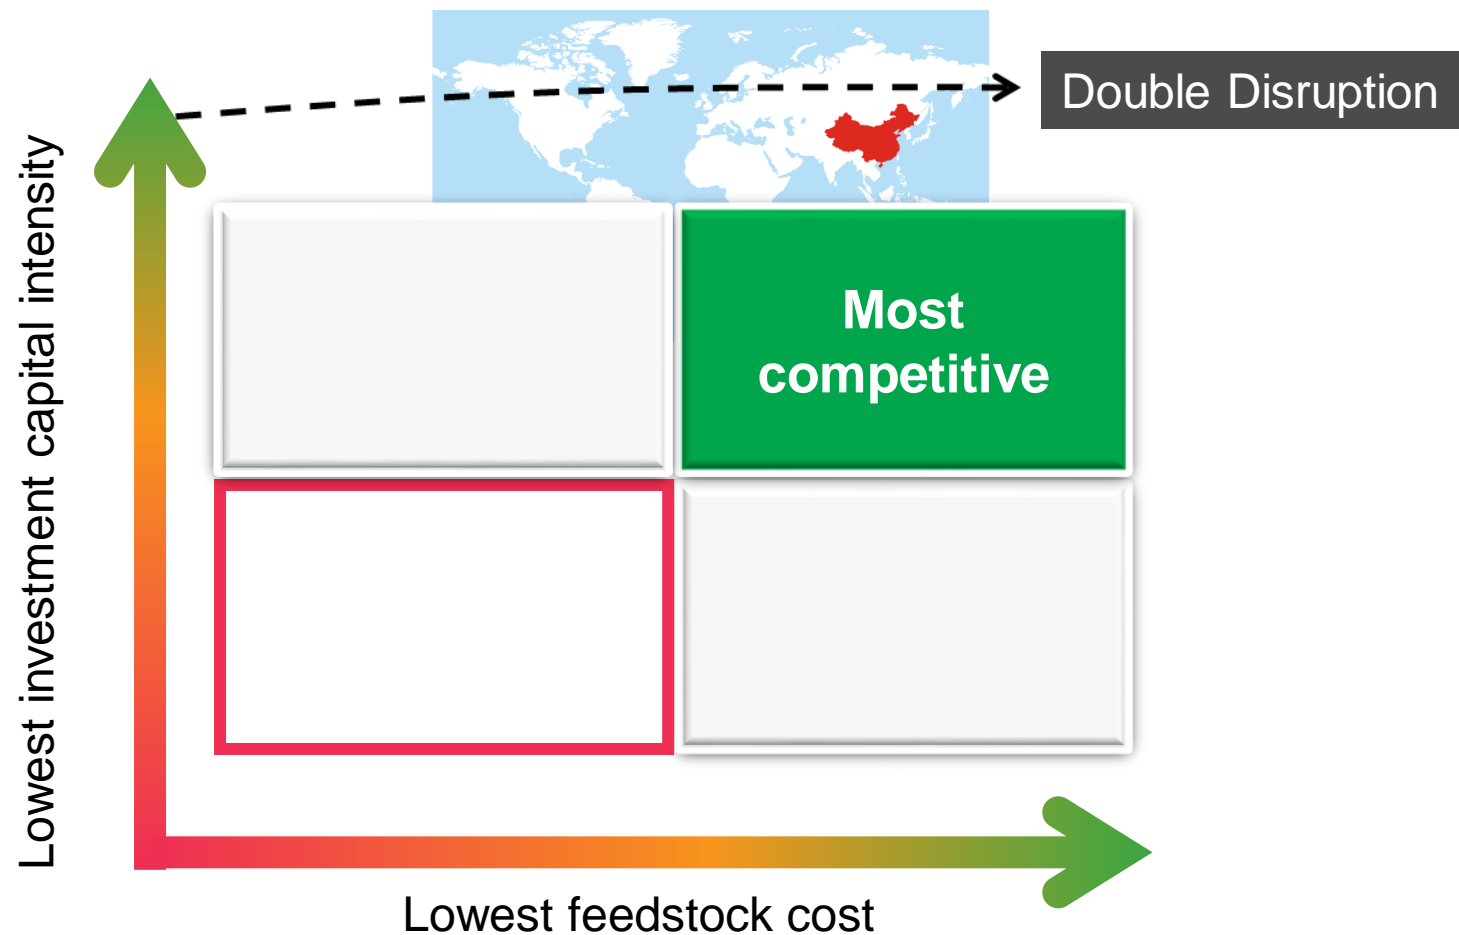 Double Disruption
Lowest investment capital intensity
Most
competitive
Lowest feedstock cost